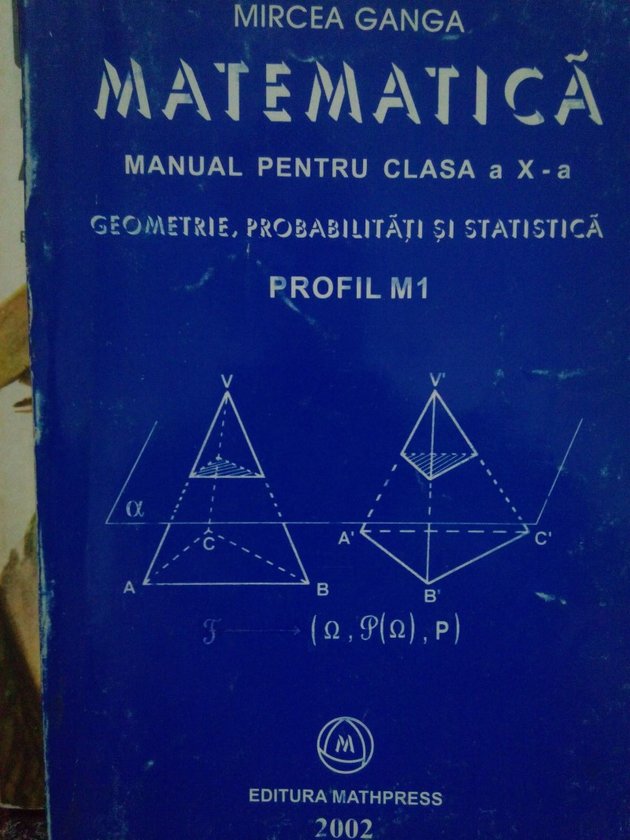 MIRCEA GANGA
MATEMATICĂ
MANUAL PENTRU CLASA a X-a
GEOMETRIE, PROBABILITĂŢI ŞI STATISTICĂ
PROFIL M1
V V'
α
C
A' C'
A B
B'
ℱ → (Ω, 𝒫(Ω), P)
M
EDITURA MATHPRESS
2002